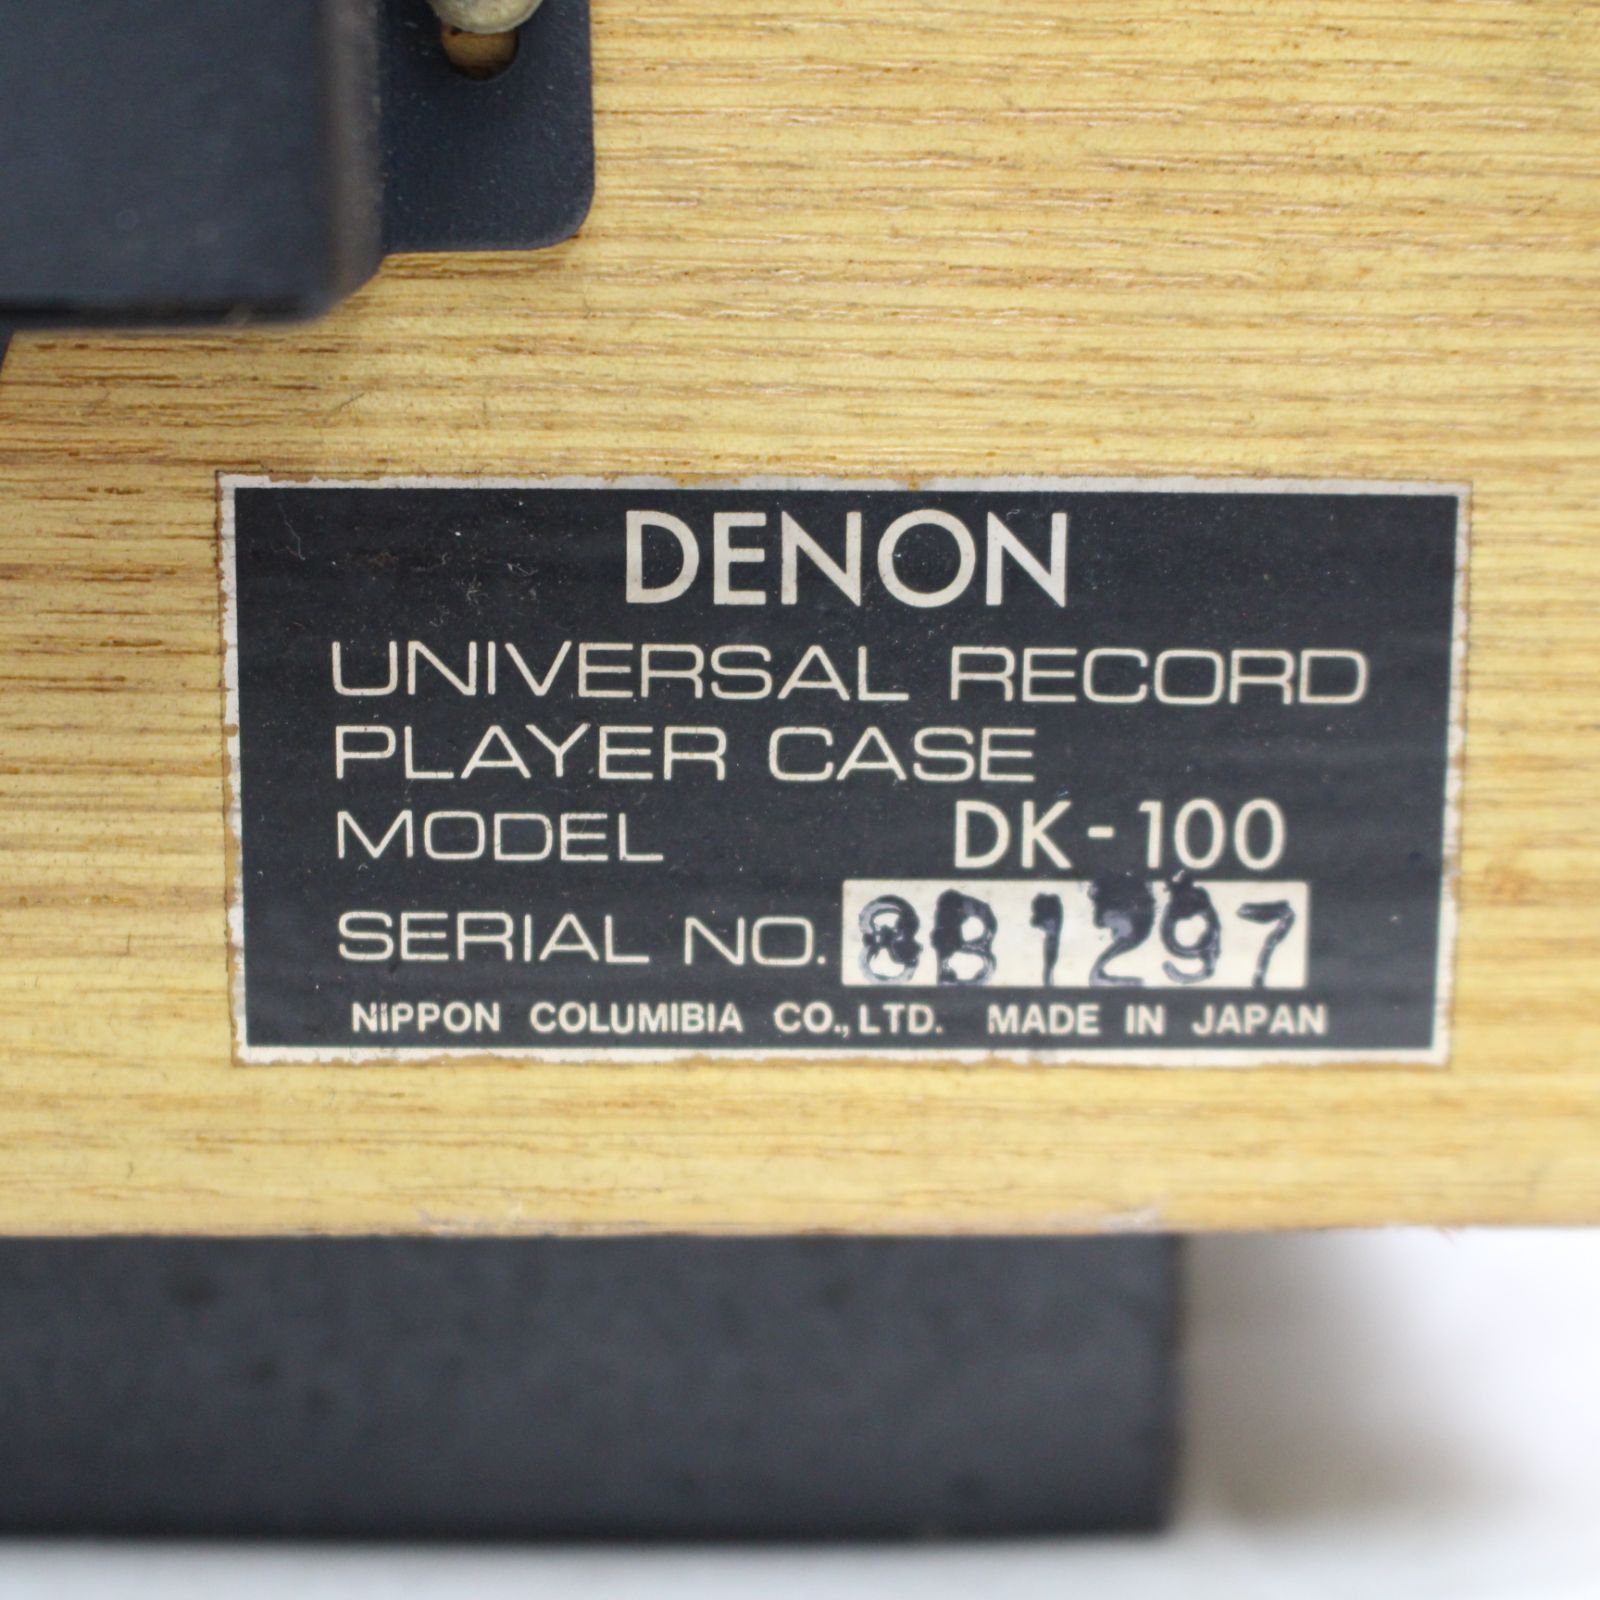 DENON
UNIVERSAL RECORD
PLAYER CASE
MODEL DK-100
SERIAL NO. 881297
NIPPON COLUMIBIA CO.,LTD. MADE IN JAPAN